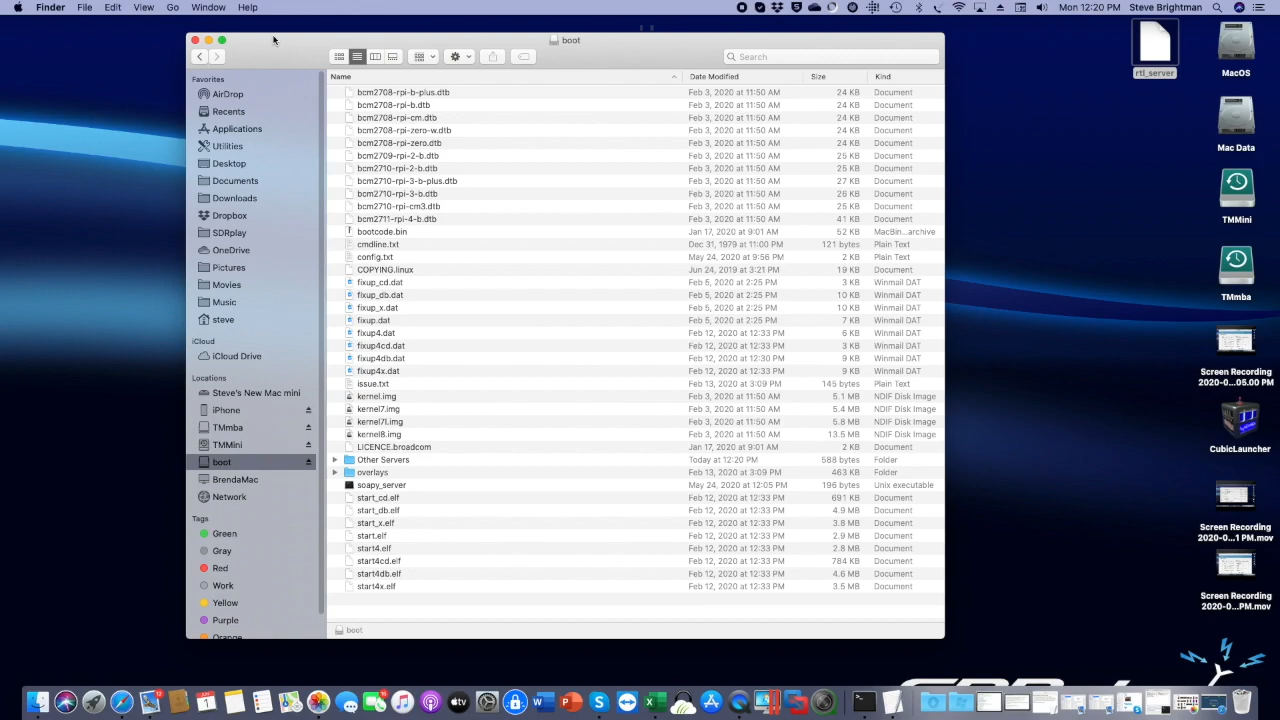 Finder File Edit View Go Window Help
Mon 12:20 PM Steve Brightman
boot
Search
Name Date Modified Size Kind
bcm2708-rpi-b-plus.dtb Feb 3, 2020 at 11:50 AM 24 KB Document
bcm2708-rpi-b.dtb Feb 3, 2020 at 11:50 AM 24 KB Document
bcm2708-rpi-cm.dtb Feb 3, 2020 at 11:50 AM 24 KB Document
bcm2708-rpi-zero-w.dtb Feb 3, 2020 at 11:50 AM 24 KB Document
bcm2708-rpi-zero.dtb Feb 3, 2020 at 11:50 AM 24 KB Document
bcm2709-rpi-2-b.dtb Feb 3, 2020 at 11:50 AM 25 KB Document
bcm2710-rpi-2-b.dtb Feb 3, 2020 at 11:50 AM 25 KB Document
bcm2710-rpi-3-b-plus.dtb Feb 3, 2020 at 11:50 AM 27 KB Document
bcm2710-rpi-3-b.dtb Feb 3, 2020 at 11:50 AM 26 KB Document
bcm2710-rpi-cm3.dtb Feb 3, 2020 at 11:50 AM 25 KB Document
bcm2711-rpi-4-b.dtb Feb 3, 2020 at 11:50 AM 41 KB Document
bootcode.bin Jan 17, 2020 at 9:01 AM 52 KB MacBin...archive
cmdline.txt Dec 31, 1979 at 11:00 PM 121 bytes Plain Text
config.txt May 24, 2020 at 9:56 PM 2 KB Plain Text
COPYING.linux Jun 24, 2019 at 3:21 PM 19 KB Document
fixup_cd.dat Feb 5, 2020 at 2:25 PM 3 KB Winmail DAT
fixup_db.dat Feb 5, 2020 at 2:25 PM 10 KB Winmail DAT
fixup_x.dat Feb 5, 2020 at 2:25 PM 10 KB Winmail DAT
fixup.dat Feb 5, 2020 at 2:25 PM 7 KB Winmail DAT
fixup4.dat Feb 12, 2020 at 12:33 PM 6 KB Winmail DAT
fixup4cd.dat Feb 12, 2020 at 12:33 PM 3 KB Winmail DAT
fixup4db.dat Feb 12, 2020 at 12:30 PM 9 KB Winmail DAT
fixup4x.dat Feb 12, 2020 at 12:33 PM 9 KB Winmail DAT
issue.txt Feb 13, 2020 at 3:09 PM 145 bytes Plain Text
kernel.img Feb 3, 2020 at 11:50 AM 5.1 MB NDIF Disk Image
kernel7.img Feb 3, 2020 at 11:50 AM 5.4 MB NDIF Disk Image
kernel7l.img Feb 3, 2020 at 11:50 AM 5.8 MB NDIF Disk Image
kernel8.img Feb 3, 2020 at 11:50 AM 13.5 MB NDIF Disk Image
LICENCE.broadcom Jan 17, 2020 at 9:01 AM 2 KB Document
Other Servers Today at 12:20 PM 588 bytes Folder
overlays Feb 13, 2020 at 3:09 PM 463 KB Folder
soapy_server May 24, 2020 at 12:05 PM 196 bytes Unix executable
start_cd.elf Feb 12, 2020 at 12:33 PM 691 KB Document
start_db.elf Feb 12, 2020 at 12:33 PM 4.9 MB Document
start_x.elf Feb 12, 2020 at 12:33 PM 3.8 MB Document
start.elf Feb 12, 2020 at 12:33 PM 2.9 MB Document
start4.elf Feb 12, 2020 at 12:33 PM 2.8 MB Document
start4cd.elf Feb 12, 2020 at 12:33 PM 784 KB Document
start4db.elf Feb 12, 2020 at 12:33 PM 4.6 MB Document
start4x.elf Feb 12, 2020 at 12:33 PM 3.5 MB Document
boot
Favorites
AirDrop
Recents
Applications
Utilities
Desktop
Documents
Downloads
Dropbox
SDRplay
OneDrive
Pictures
Movies
Music
steve
iCloud
iCloud Drive
Locations
Steve's New Mac mini
iPhone
TMmba
TMMini
boot
BrendaMac
Network
Tags
Green
Gray
Red
Work
Yellow
Purple
Orange
rtl_server
MacOS
Mac Data
TMMini
TMmba
Screen Recording
2020-0...05.00 PM
CubicLauncher
Screen Recording
2020-0...1 PM.mov
Screen Recording
2020-0...PM.mov